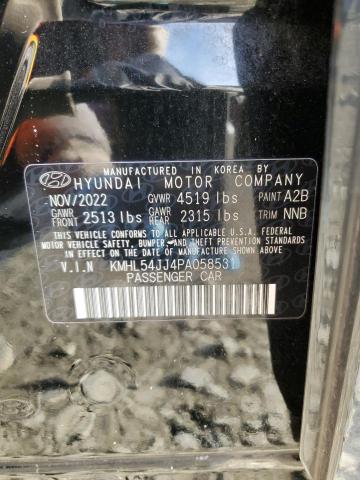 MANUFACTURED IN KOREA BY
HYUNDAI MOTOR COMPANY
NOV/2022 GVWR 4519 lbs PAINT A2B
GAWR FRONT 2513 lbs GAWR REAR 2315 lbs TRIM NNB
THIS VEHICLE CONFORMS TO ALL APPLICABLE U.S.A. FEDERAL
MOTOR VEHICLE SAFETY, BUMPER, AND THEFT PREVENTION
STANDARDS IN EFFECT ON THE DATE OF MANUFACTURE SHOWN ABOVE.
V.I.N KMHL54JJ4PA058531
PASSENGER CAR